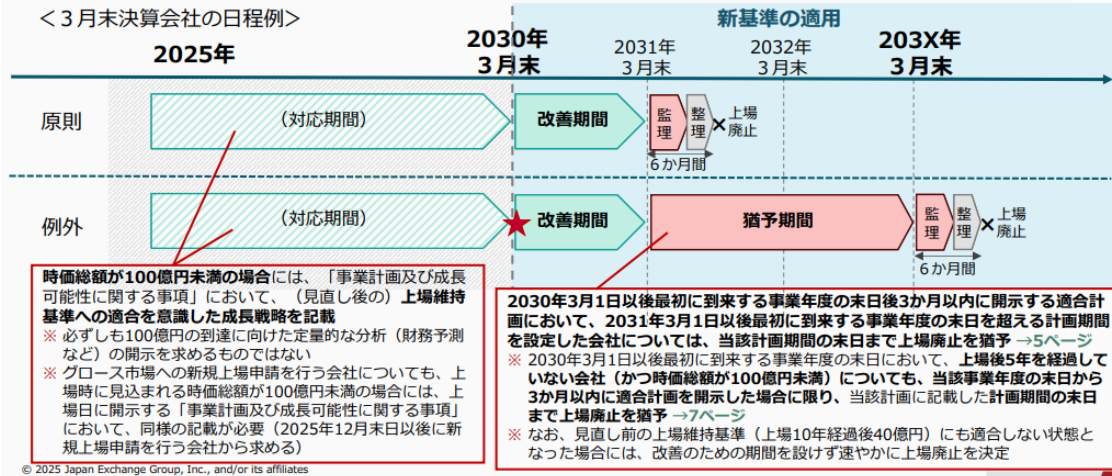 ＜３月末決算会社の日程例＞
新基準の適用
2025年
2030年
３月末
2031年
３月末
2032年
３月末
203X年
３月末
原則
（対応期間）
改善期間
監理
整理
×上場廃止
６か月間
例外
（対応期間）
★
改善期間
猶予期間
監理
整理
×上場廃止
６か月間
時価総額が100億円未満の場合には、「事業計画及び成長
可能性に関する事項」において、（見直し後の）上場維持
基準への適合を意識した成長戦略を記載
※ 必ずしも100億円の到達に向けた定量的な分析（財務予測
など）の開示を求めるものではない
※ グロース市場への新規上場申請を行う会社についても、上
場時に見込まれる時価総額が100億円未満の場合には、上
場日に開示する「事業計画及び成長可能性に関する事項」
において、同様の記載が必要（2025年12月末日以後に新
規上場申請を行う会社から求める）
2030年3月1日以後最初に到来する事業年度の末日後3か月以内に開示する適合計
画において、2031年3月1日以後最初に到来する事業年度の末日を超える計画期間
を設定した会社については、当該計画期間の末日まで上場廃止を猶予 →5ページ
※ 2030年3月1日以後最初に到来する事業年度の末日において、上場後5年を経過して
いない会社（かつ時価総額が100億円未満）についても、当該事業年度の末日から
3か月以内に適合計画を開示した場合に限り、当該計画に記載した計画期間の末日
まで上場廃止を猶予 →7ページ
※ なお、見直し前の上場維持基準（上場10年経過後40億円）にも適合しない状態と
なった場合には、改善のための期間を設けず速やかに上場廃止を決定
© 2025 Japan Exchange Group, Inc., and/or its affiliates